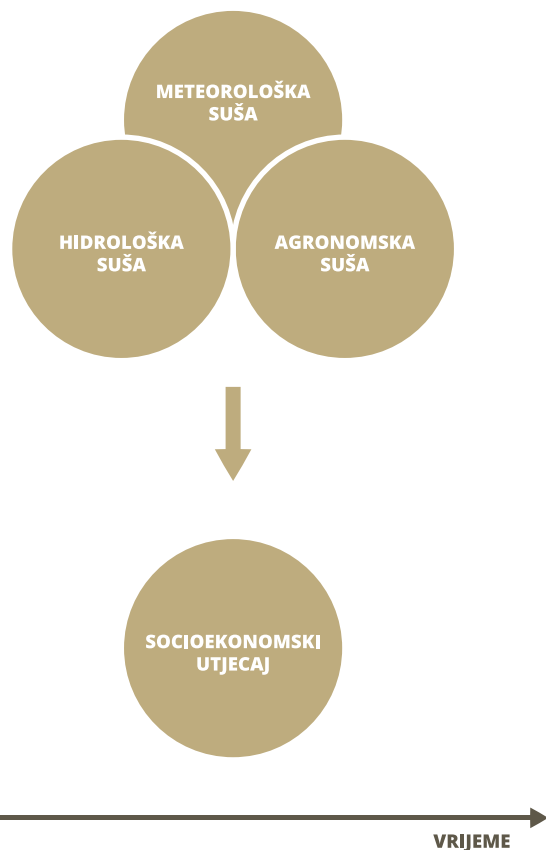 METEOROLOŠKA
SUŠA
HIDROLOŠKA
SUŠA
AGRONOMSKA
SUŠA
SOCIOEKONOMSKI
UTJECAJ
VRIJEME